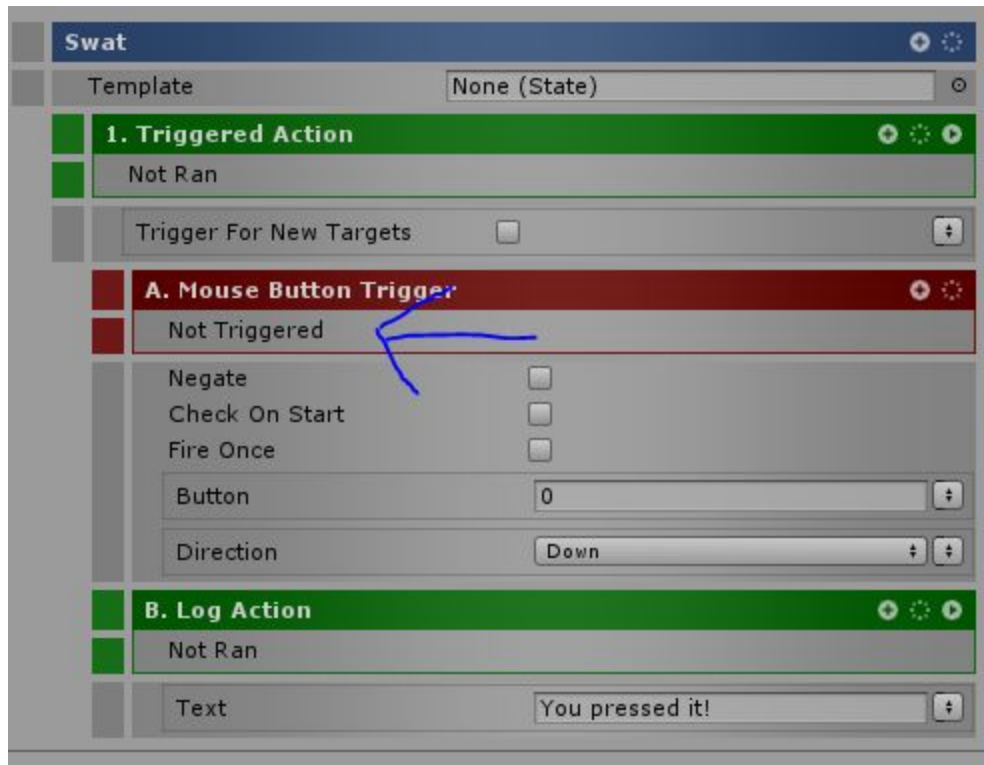 Swat
Template None (State)
1. Triggered Action
Not Ran
Trigger For New Targets
A. Mouse Button Trigger
Not Triggered
Negate
Check On Start
Fire Once
Button 0
Direction Down
B. Log Action
Not Ran
Text You pressed it!